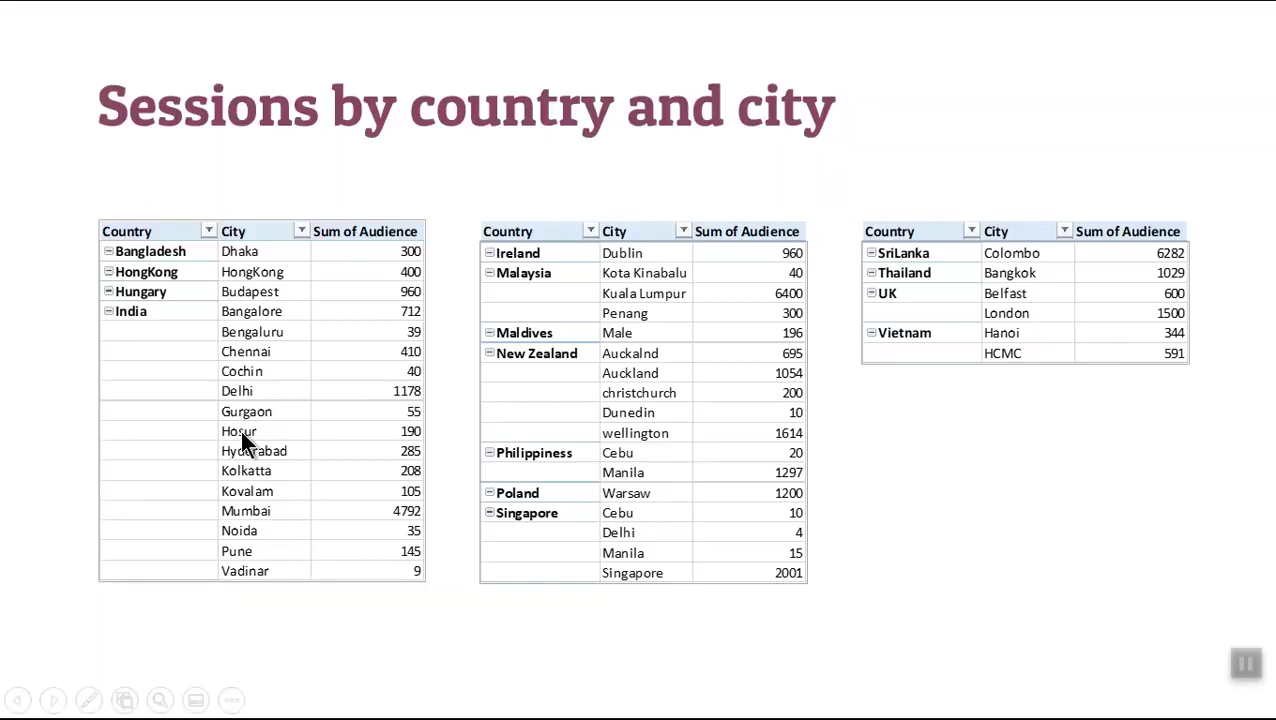 Sessions by country and city
Country City Sum of Audience
Bangladesh Dhaka 300
HongKong HongKong 400
Hungary Budapest 960
India Bangalore 712
Bengaluru 39
Chennai 410
Cochin 40
Delhi 1178
Gurgaon 55
Hosur 190
Hyderabad 285
Kolkatta 208
Kovalam 105
Mumbai 4792
Noida 35
Pune 145
Vadinar 9
Country City Sum of Audience
Ireland Dublin 960
Malaysia Kota Kinabalu 40
Kuala Lumpur 6400
Penang 300
Maldives Male 196
New Zealand Auckalnd 695
Auckland 1054
christchurch 200
Dunedin 10
wellington 1614
Philippiness Cebu 20
Manila 1297
Poland Warsaw 1200
Singapore Cebu 10
Delhi 4
Manila 15
Singapore 2001
Country City Sum of Audience
SriLanka Colombo 6282
Thailand Bangkok 1029
UK Belfast 600
London 1500
Vietnam Hanoi 344
HCMC 591